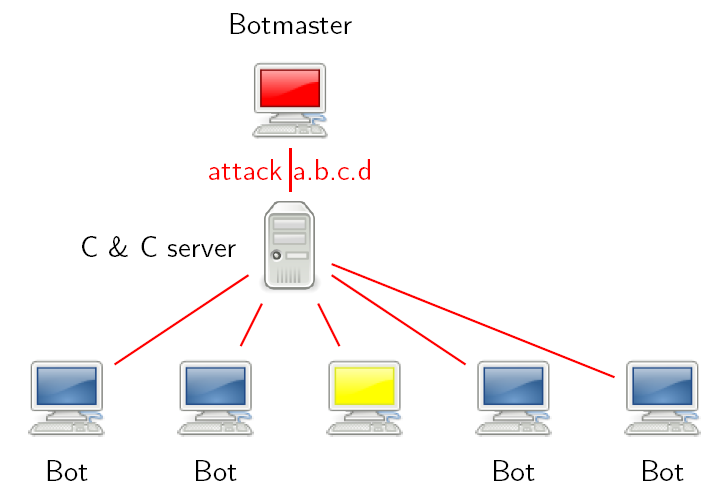 Botmaster
attack a.b.c.d
C & C server
Bot Bot Bot Bot